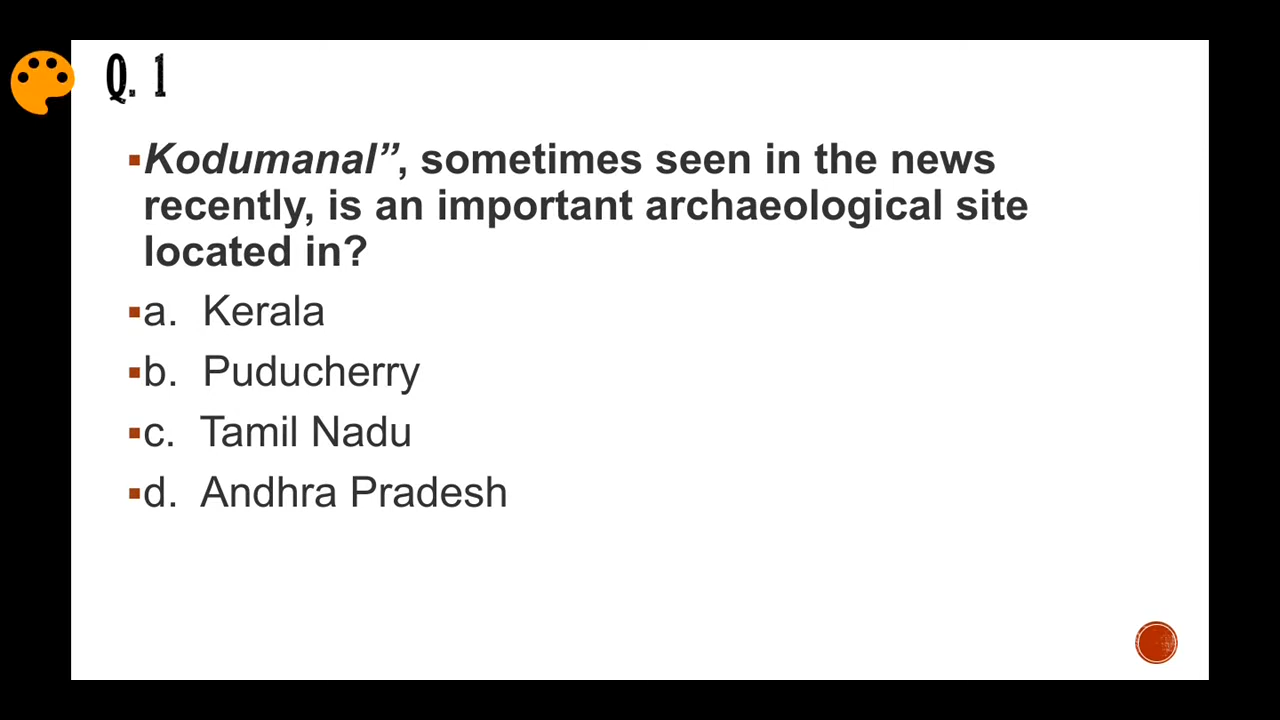 Q. 1
▪Kodumanal”, sometimes seen in the news
recently, is an important archaeological site
located in?
▪a. Kerala
▪b. Puducherry
▪c. Tamil Nadu
▪d. Andhra Pradesh